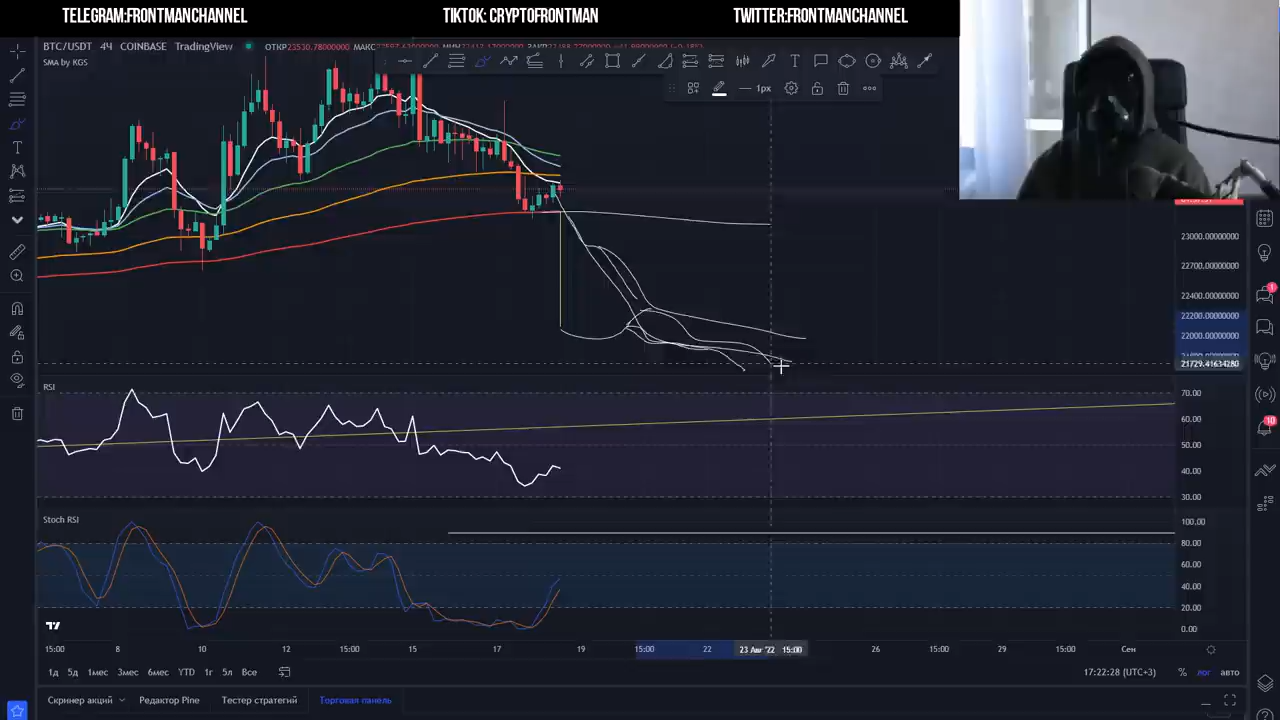 TELEGRAM:FRONTMANCHANNEL TIKTOK: CRYPTOFRONTMAN TWITTER:FRONTMANCHANNEL
BTC/USDT 4Ч COINBASE TradingView
SMA by KGS
1px
23000.00000000
22700.00000000
22400.00000000
22200.00000000
22000.00000000
21729.41634280
RSI
70.00
60.00
50.00
40.00
30.00
Stoch RSI
100.00
80.00
60.00
40.00
20.00
0.00
15:00 8 15:00 10 12 15:00 15 17 19 15:00 22 23 Авг '22 15:00 26 15:00 29 15:00 Сен
1д 5д 1мес 3мес 6мес YTD 1г 5л Все 17:22:28 (UTC+3) % лог авто
Скринер акций Редактор Pine Тестер стратегий Торговая панель
1
10